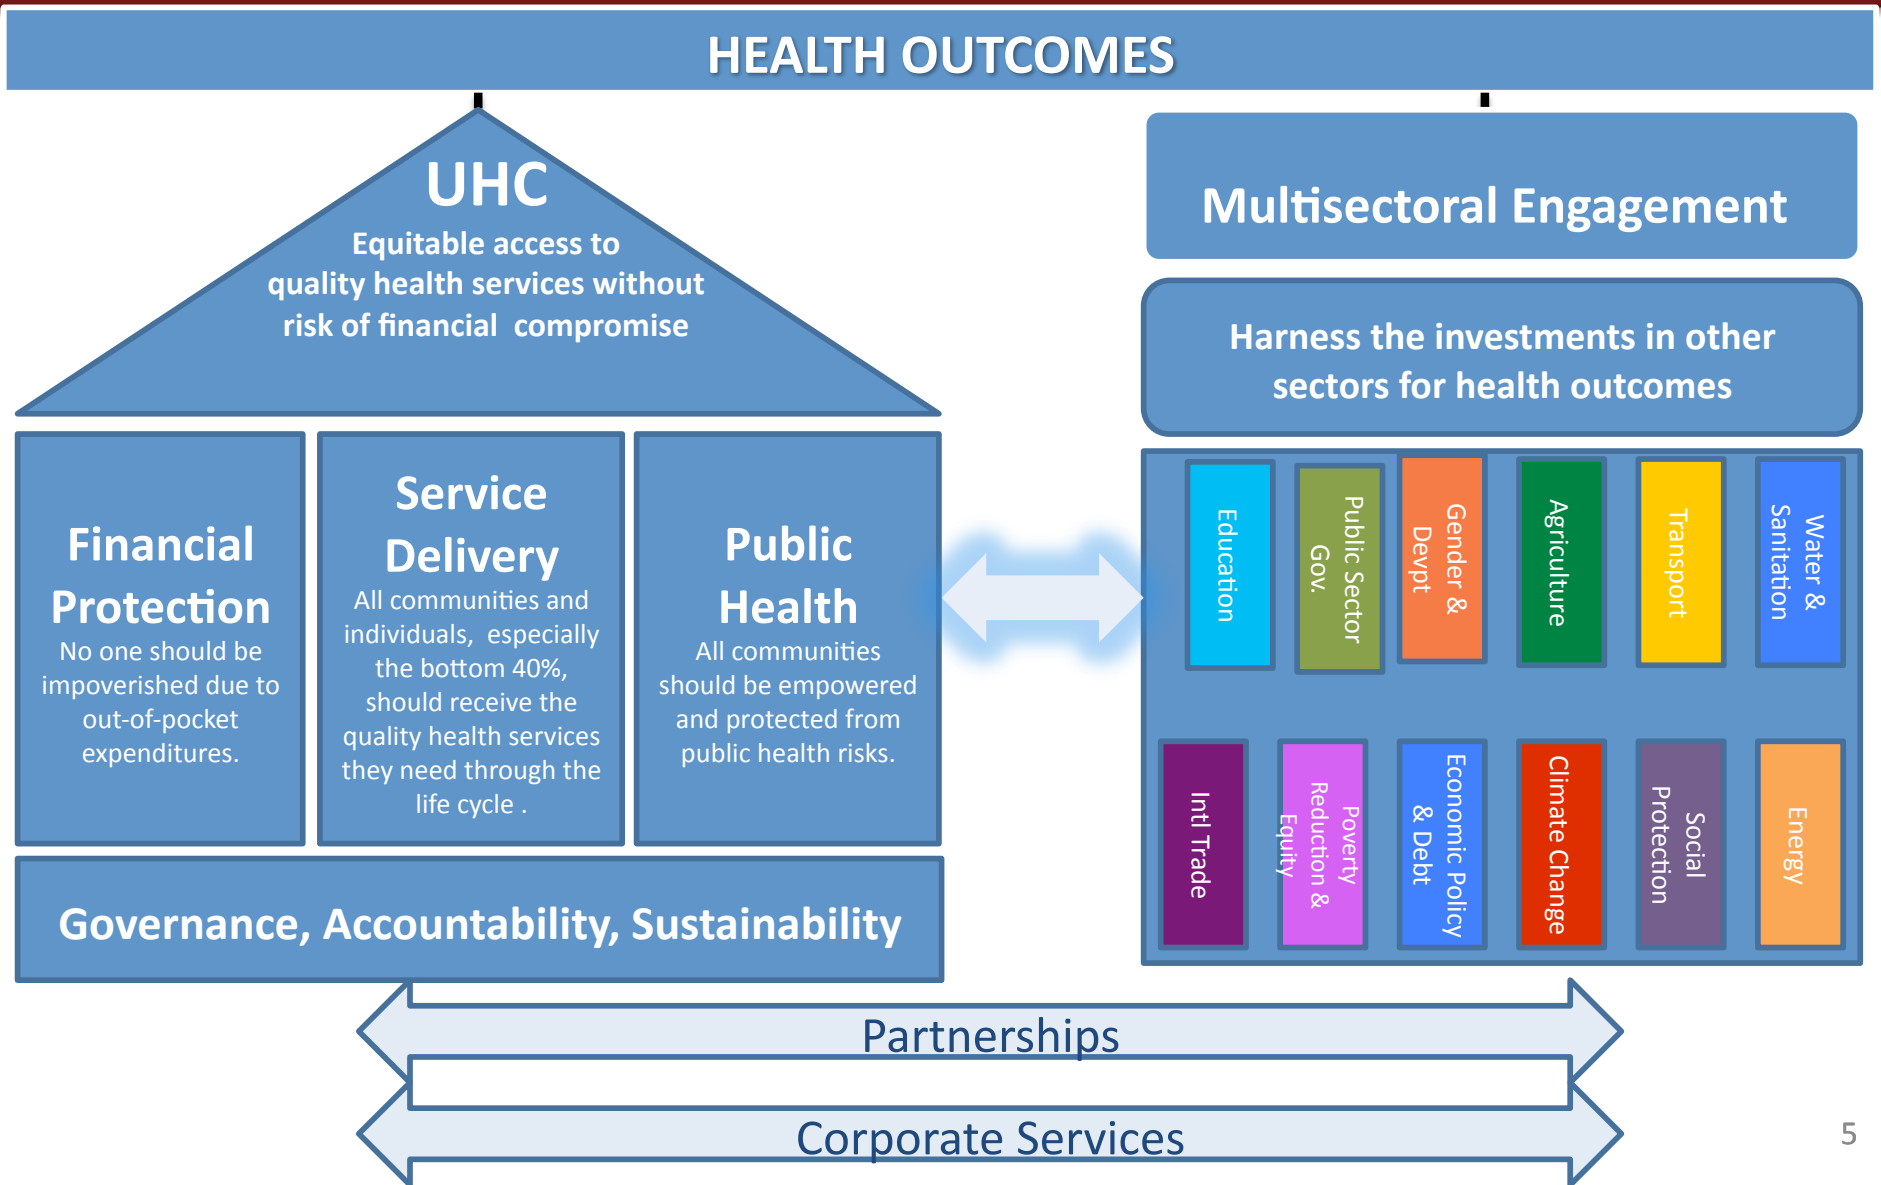 HEALTH OUTCOMES
UHC
Equitable access to
quality health services without
risk of financial compromise
Financial
Protection
No one should be
impoverished due to
out-of-pocket
expenditures.
Service
Delivery
All communities and
individuals, especially
the bottom 40%,
should receive the
quality health services
they need through the
life cycle .
Public
Health
All communities
should be empowered
and protected from
public health risks.
Governance, Accountability, Sustainability
Multisectoral Engagement
Harness the investments in other
sectors for health outcomes
Education
Public Sector
Gov.
Gender &
Devpt
Agriculture
Transport
Water &
Sanitation
Intl Trade
Poverty
Reduction &
Equity
Economic Policy
& Debt
Climate Change
Social
Protection
Energy
Partnerships
Corporate Services
5